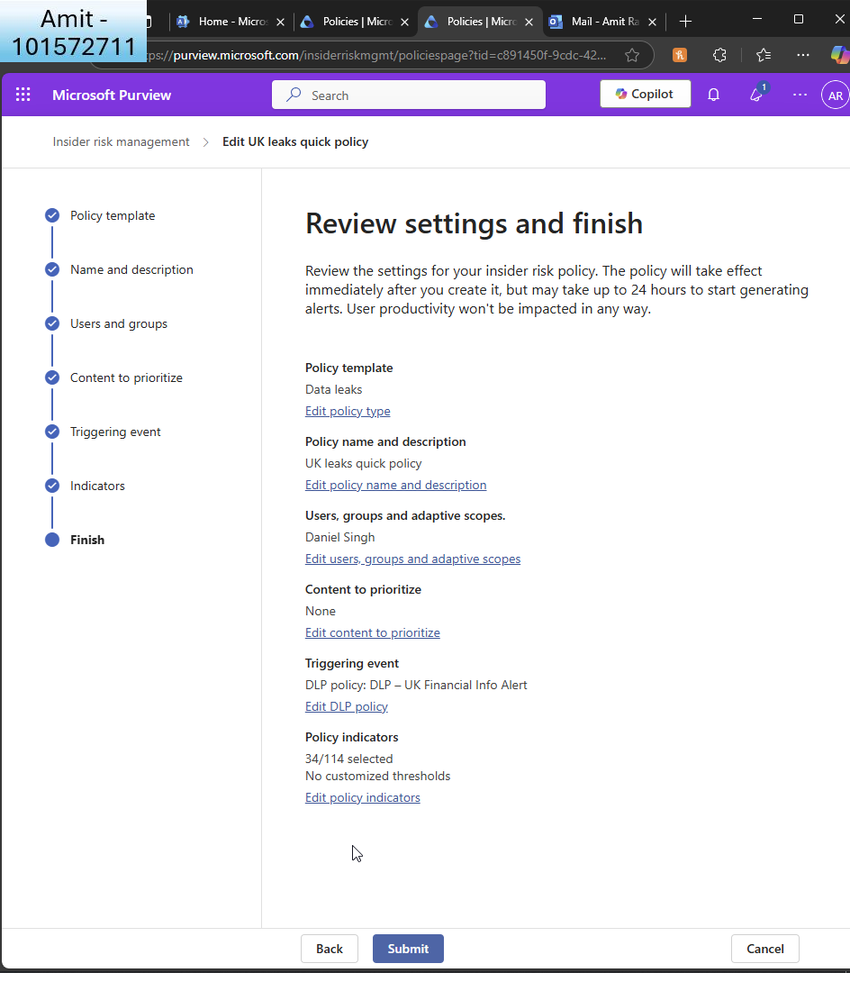 Amit -
101572711
Home - Micros
Policies | Micro
Policies | Micro
Mail - Amit Ra
ps://purview.microsoft.com/insiderriskmgmt/policiespage?tid=c891450f-9cdc-42...
Microsoft Purview
Search
Copilot
1
AR
Insider risk management > Edit UK leaks quick policy
Policy template
Name and description
Users and groups
Content to prioritize
Triggering event
Indicators
Finish
Review settings and finish
Review the settings for your insider risk policy. The policy will take effect
immediately after you create it, but may take up to 24 hours to start generating
alerts. User productivity won't be impacted in any way.
Policy template
Data leaks
Edit policy type
Policy name and description
UK leaks quick policy
Edit policy name and description
Users, groups and adaptive scopes.
Daniel Singh
Edit users, groups and adaptive scopes
Content to prioritize
None
Edit content to prioritize
Triggering event
DLP policy: DLP – UK Financial Info Alert
Edit DLP policy
Policy indicators
34/114 selected
No customized thresholds
Edit policy indicators
Back
Submit
Cancel